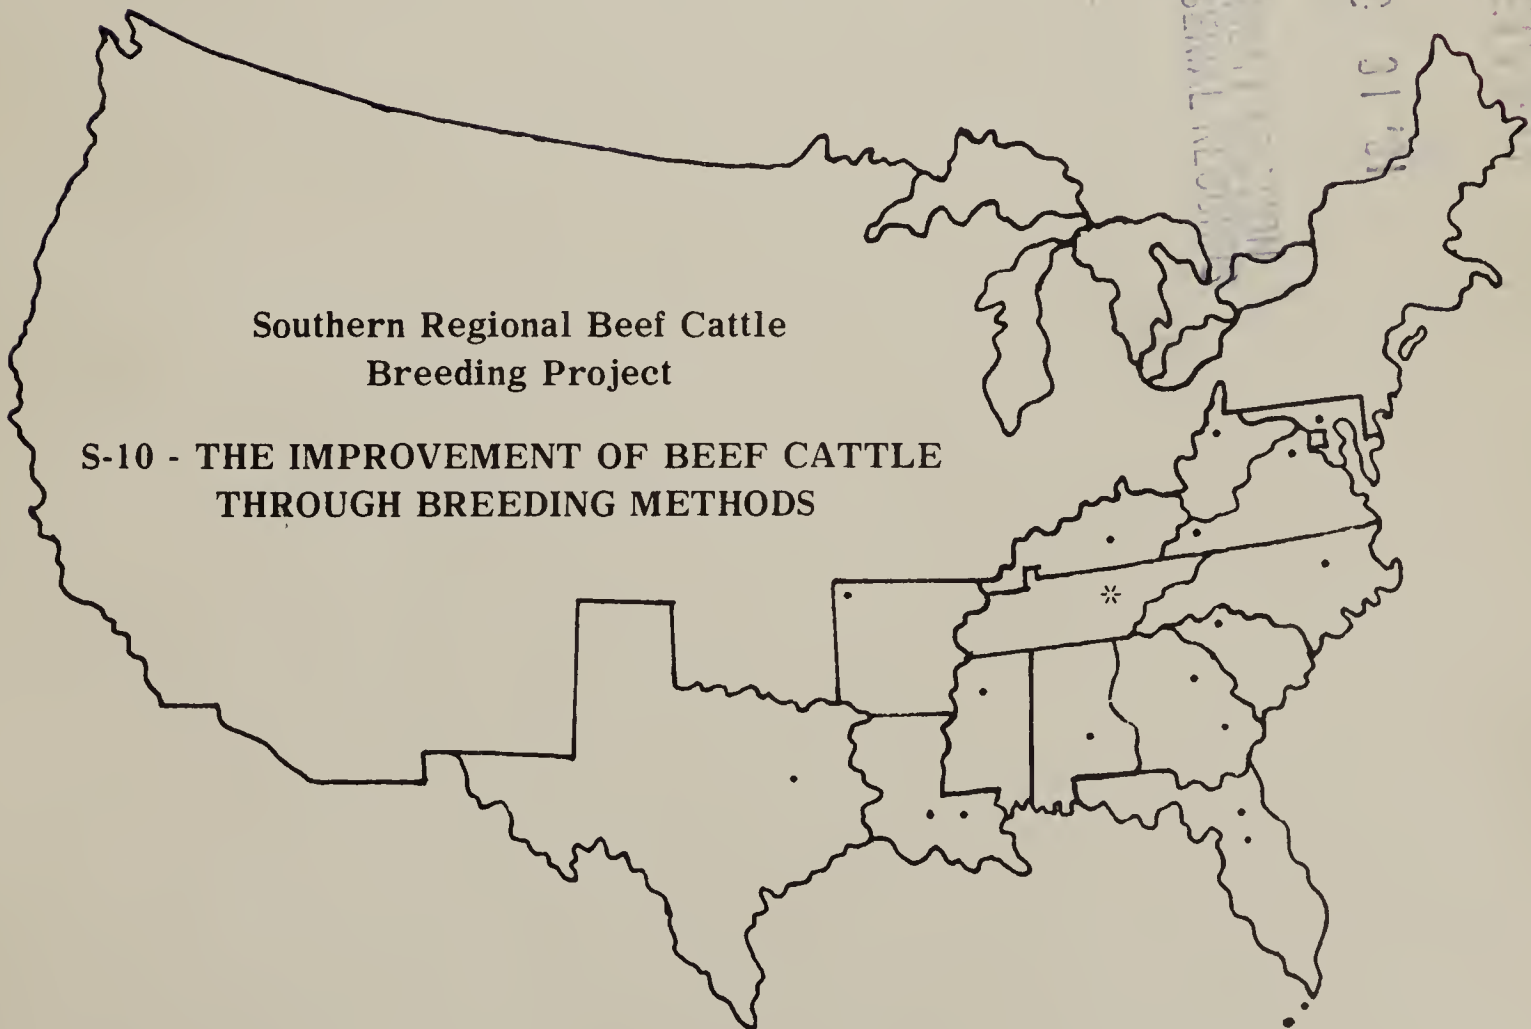 Southern Regional Beef Cattle
Breeding Project
S-10 - THE IMPROVEMENT OF BEEF CATTLE
THROUGH BREEDING METHODS